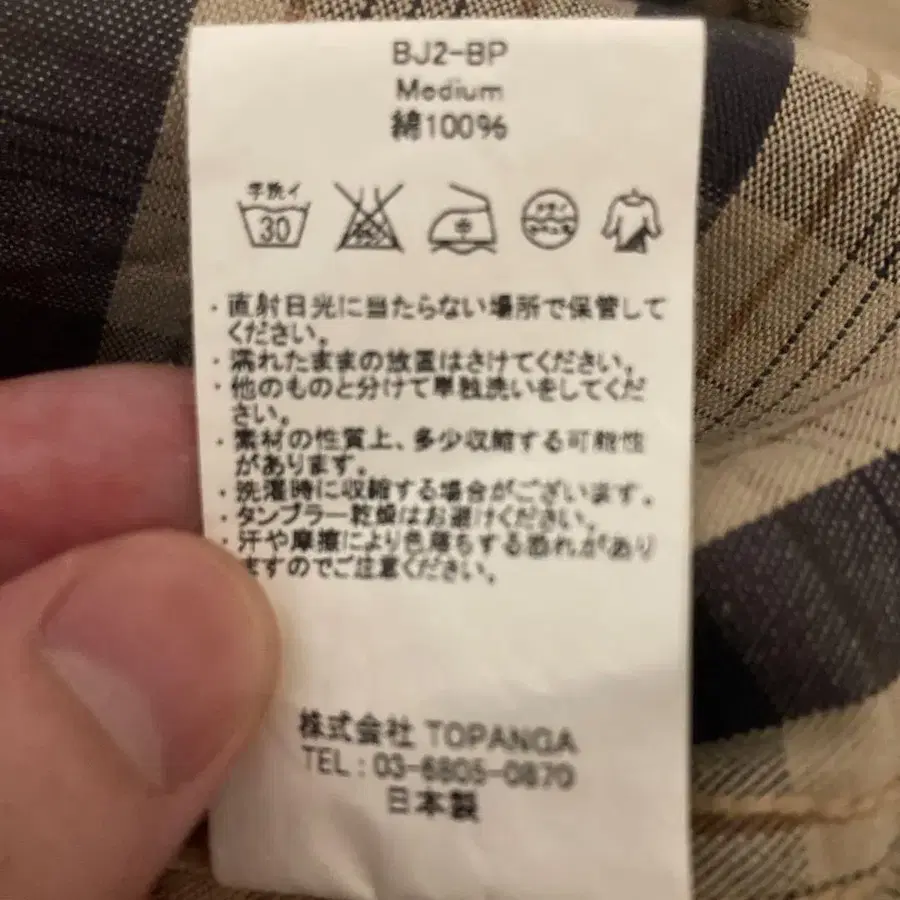 BJ2-BP
Medium
綿100%
手洗イ
30
中
・直射日光に当たらない場所で保管して
ください。
・濡れたままの放置はさけてください。
・他のものと分けて単独洗いをしてくだ
さい。
・素材の性質上、多少収縮する可能性
があります。
・洗濯時に収縮する場合がございます。
・タンブラー乾燥はお避けください。
・汗や摩擦により色落ちする恐れがあり
ますのでご注意ください。
株式会社 TOPANGA
TEL：03-6805-0870
日本製